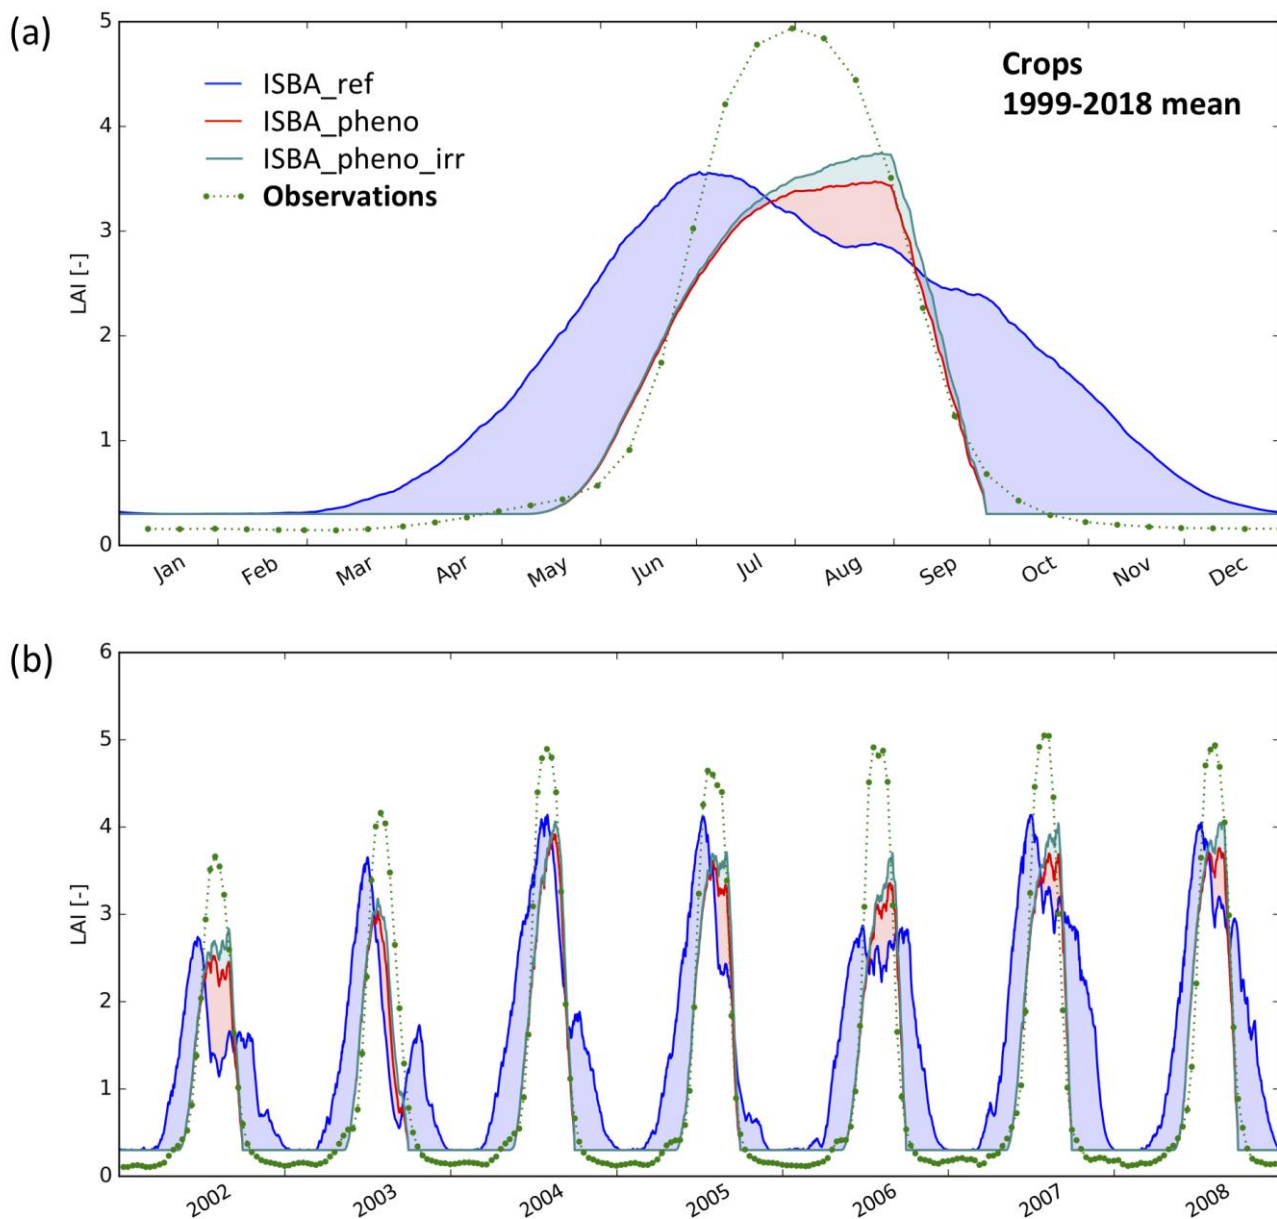 (a)
5
4
3
2
1
0
LAI [-]
ISBA_ref
ISBA_pheno
ISBA_pheno_irr
Observations
Crops
1999-2018 mean
Jan Feb Mar Apr May Jun Jul Aug Sep Oct Nov Dec
(b)
6
5
4
3
2
1
0
LAI [-]
2002 2003 2004 2005 2006 2007 2008